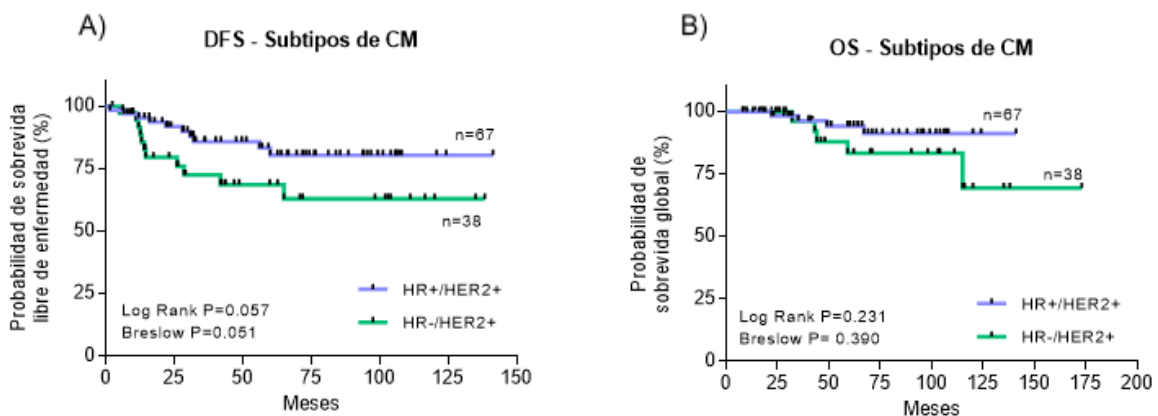 A)
DFS - Subtipos de CM
Probabilidad de sobrevida
libre de enfermedad (%)
100
75
50
25
0
n=67
n=38
HR+/HER2+
HR-/HER2+
Log Rank P=0.057
Breslow P=0.051
0 25 50 75 100 125 150
Meses
B)
OS - Subtipos de CM
Probabilidad de
sobrevida global (%)
100
75
50
25
0
n=67
n=38
HR+/HER2+
HR-/HER2+
Log Rank P=0.231
Breslow P= 0.390
0 25 50 75 100 125 150 175 200
Meses